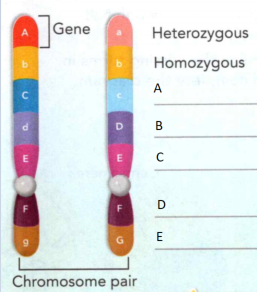 Gene
A a Heterozygous
b b Homozygous
C c A
d D B
E E C
F F D
g G E
Chromosome pair